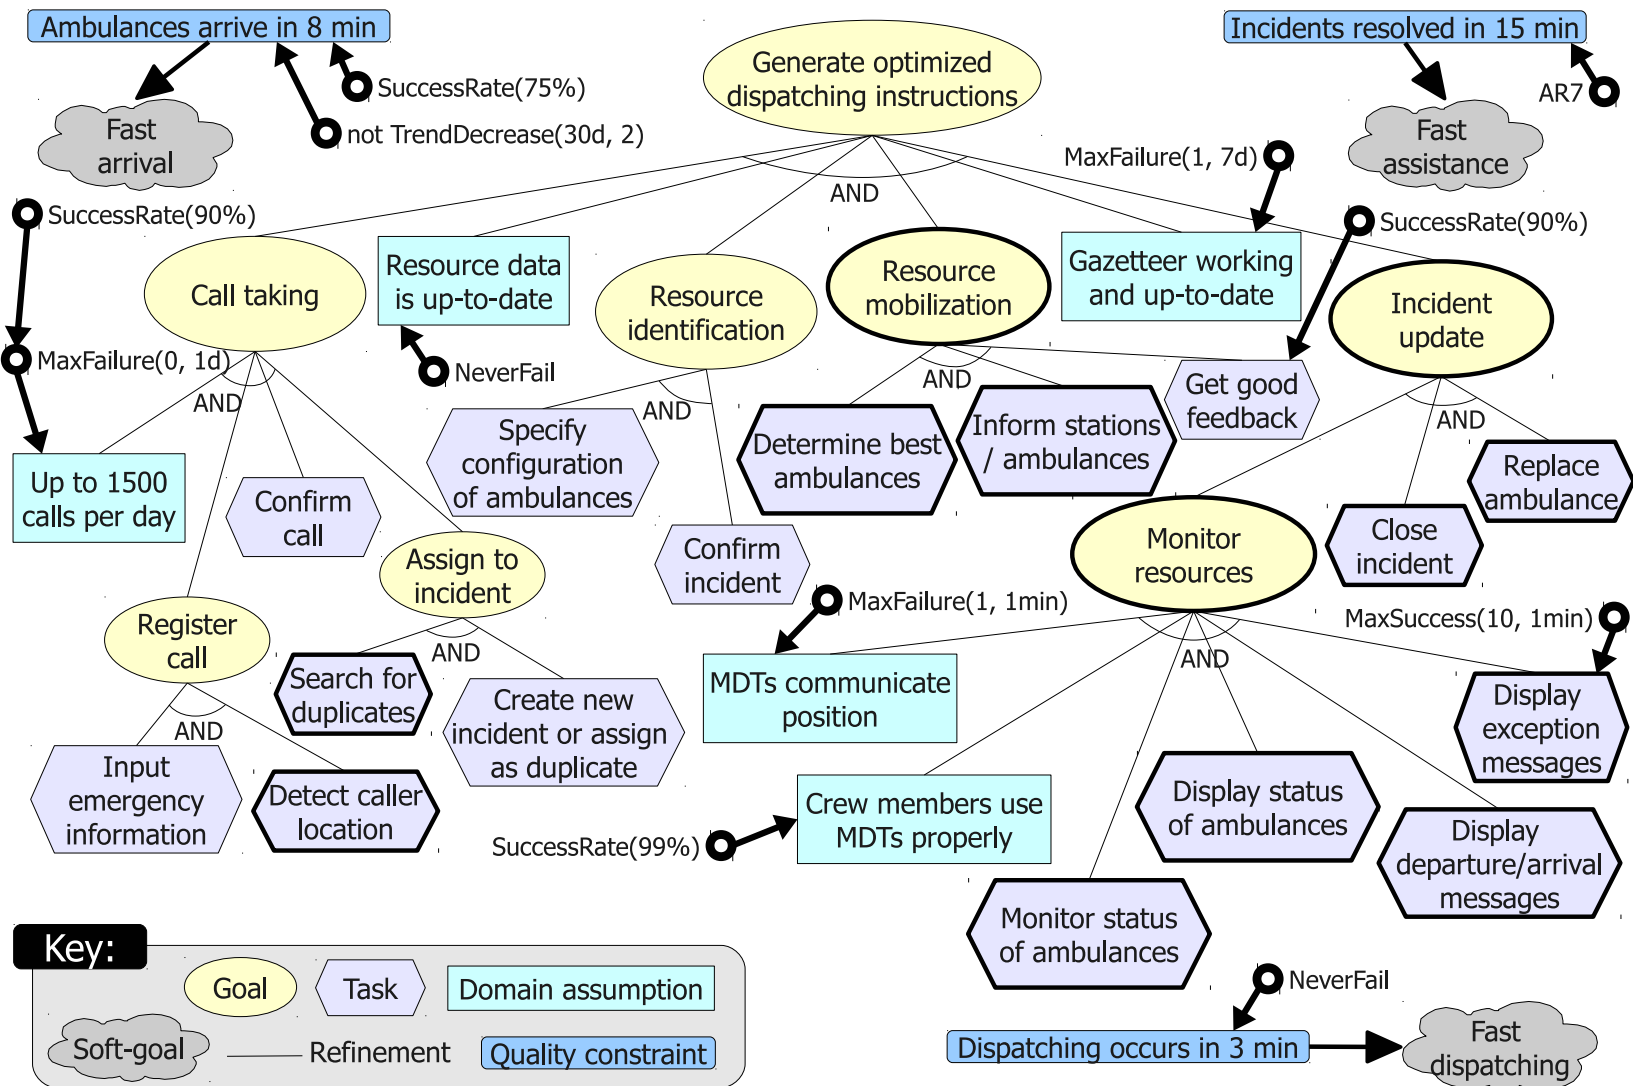 Ambulances arrive in 8 min
Generate optimized
dispatching instructions
Incidents resolved in 15 min
SuccessRate(75%)
AR7
Fast
arrival
not TrendDecrease(30d, 2)
Fast
assistance
MaxFailure(1, 7d)
AND
SuccessRate(90%)
SuccessRate(90%)
Call taking
Resource data
is up-to-date
Resource
identification
Resource
mobilization
Gazetteer working
and up-to-date
Incident
update
MaxFailure(0, 1d)
NeverFail
AND
AND
AND
AND
Get good
feedback
Specify
configuration
of ambulances
Determine best
ambulances
Inform stations
/ ambulances
Replace
ambulance
Up to 1500
calls per day
Confirm
call
Assign to
incident
Confirm
incident
Monitor
resources
Close
incident
Register
call
MaxFailure(1, 1min)
MaxSuccess(10, 1min)
AND
AND
Search for
duplicates
Create new
incident or assign
as duplicate
MDTs communicate
position
Display
exception
messages
AND
Input
emergency
information
Detect caller
location
Crew members use
MDTs properly
Display status
of ambulances
Display
departure/arrival
messages
SuccessRate(99%)
Monitor status
of ambulances
Key:
Goal
Task
Domain assumption
Soft-goal
Refinement
Quality constraint
NeverFail
Dispatching occurs in 3 min
Fast
dispatching